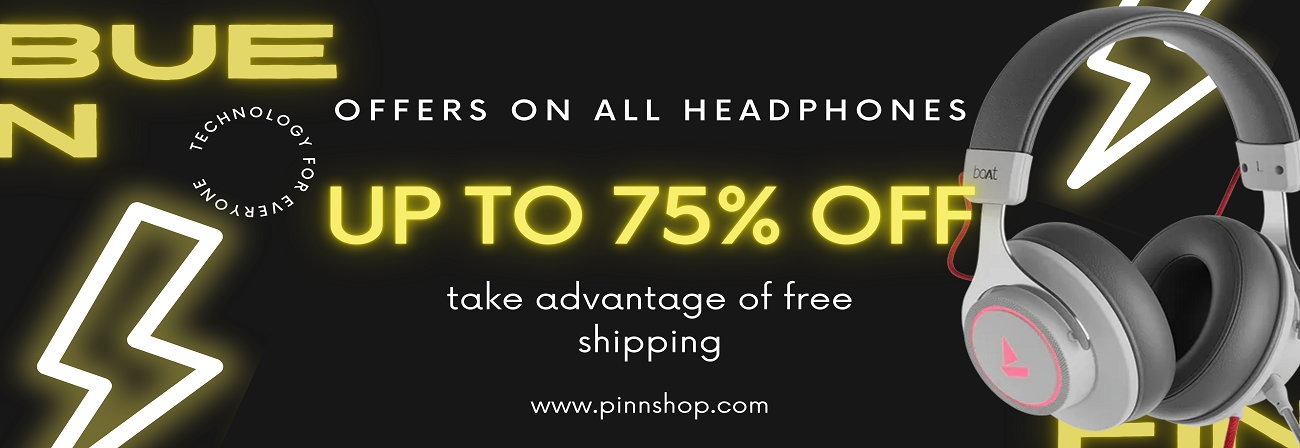 BUE
N
TECHNOLOGY FOR EVERYONE
OFFERS ON ALL HEADPHONES
UP TO 75% OFF
take advantage of free
shipping
www.pinnshop.com
boAt
L
FIN